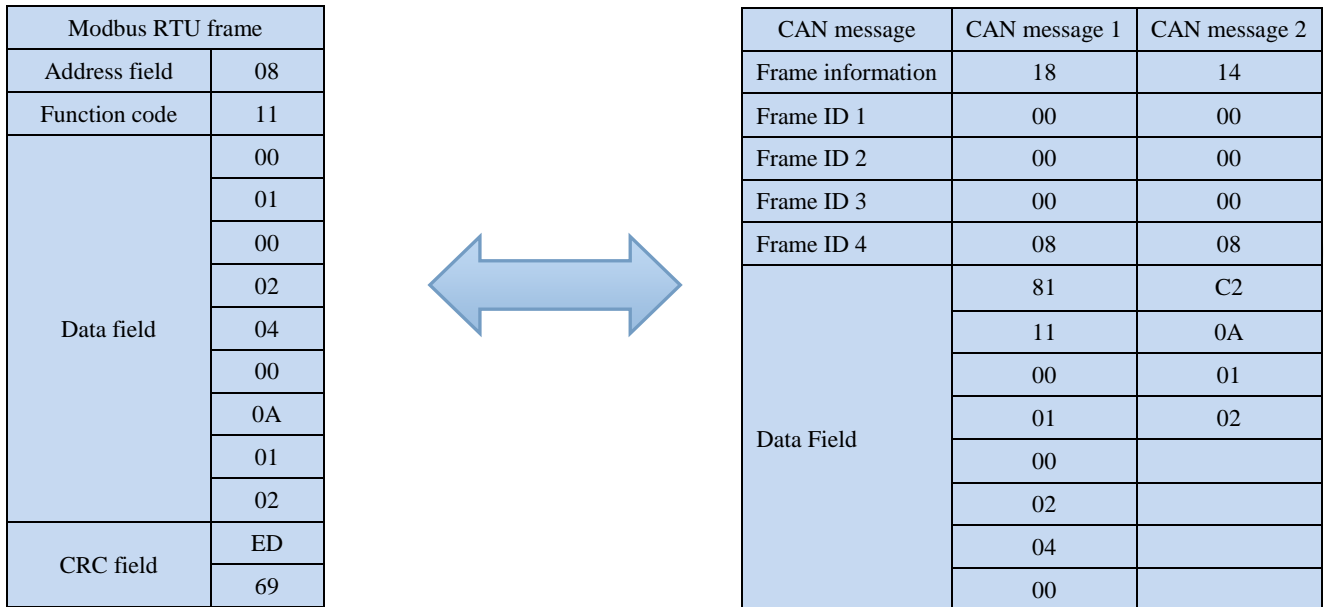 Modbus RTU frame
Address field 08
Function code 11
Data field
00
01
00
02
04
00
0A
01
02
CRC field
ED
69
CAN message CAN message 1 CAN message 2
Frame information 18 14
Frame ID 1 00 00
Frame ID 2 00 00
Frame ID 3 00 00
Frame ID 4 08 08
Data Field
81 C2
11 0A
00 01
01 02
00
02
04
00